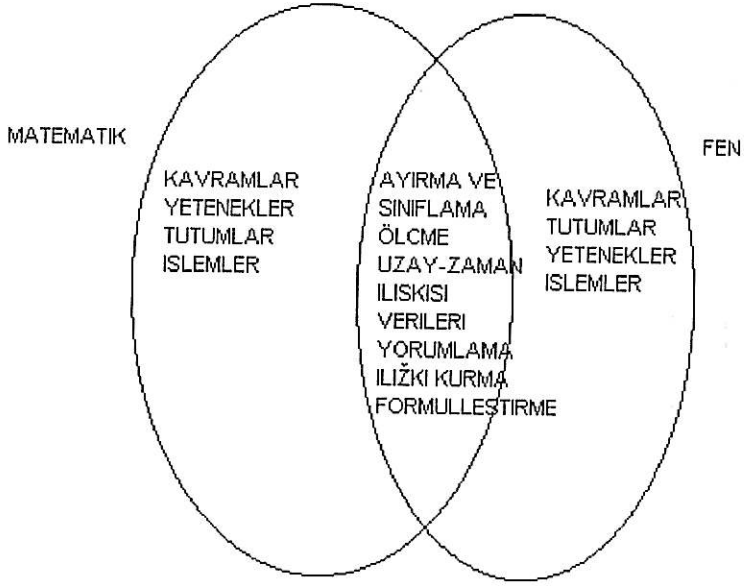 MATEMATIK
FEN
KAVRAMLAR
YETENEKLER
TUTUMLAR
ISLEMLER
AYIRMA VE
SINIFLAMA
ÖLCME
UZAY-ZAMAN
ILISKISI
VERILERI
YORUMLAMA
ILIŽKI KURMA
FORMULLESTIRME
KAVRAMLAR
TUTUMLAR
YETENEKLER
ISLEMLER